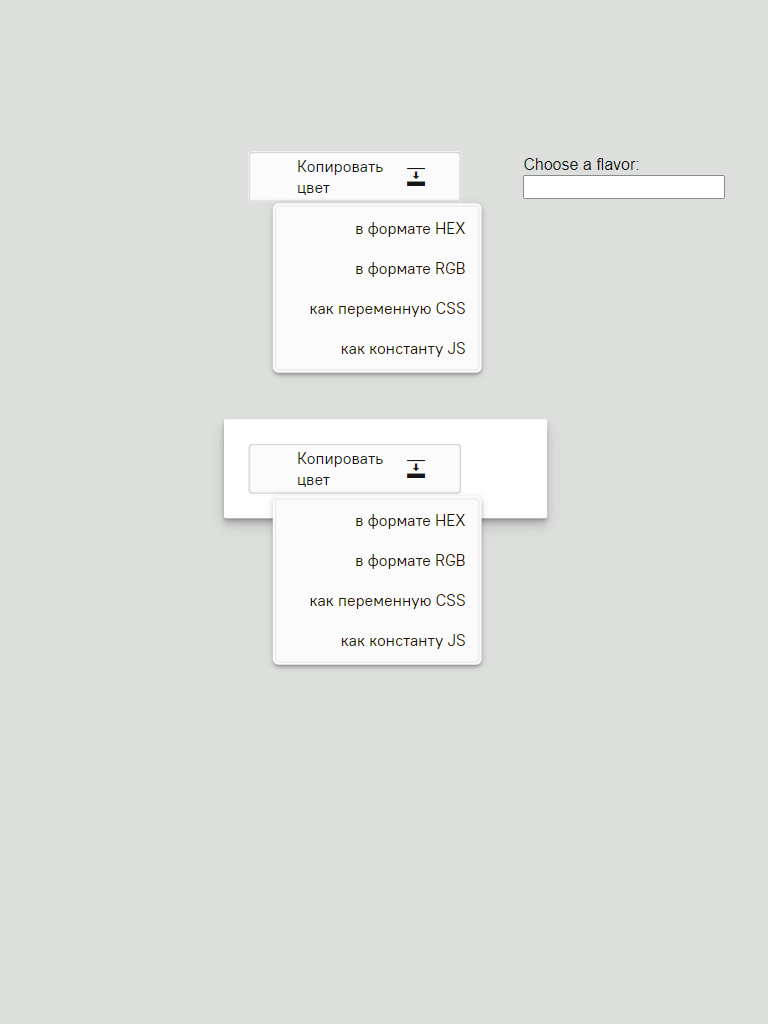 Копировать
цвет
Choose a flavor:
в формате HEX
в формате RGB
как переменную CSS
как константу JS
Копировать
цвет
в формате HEX
в формате RGB
как переменную CSS
как константу JS